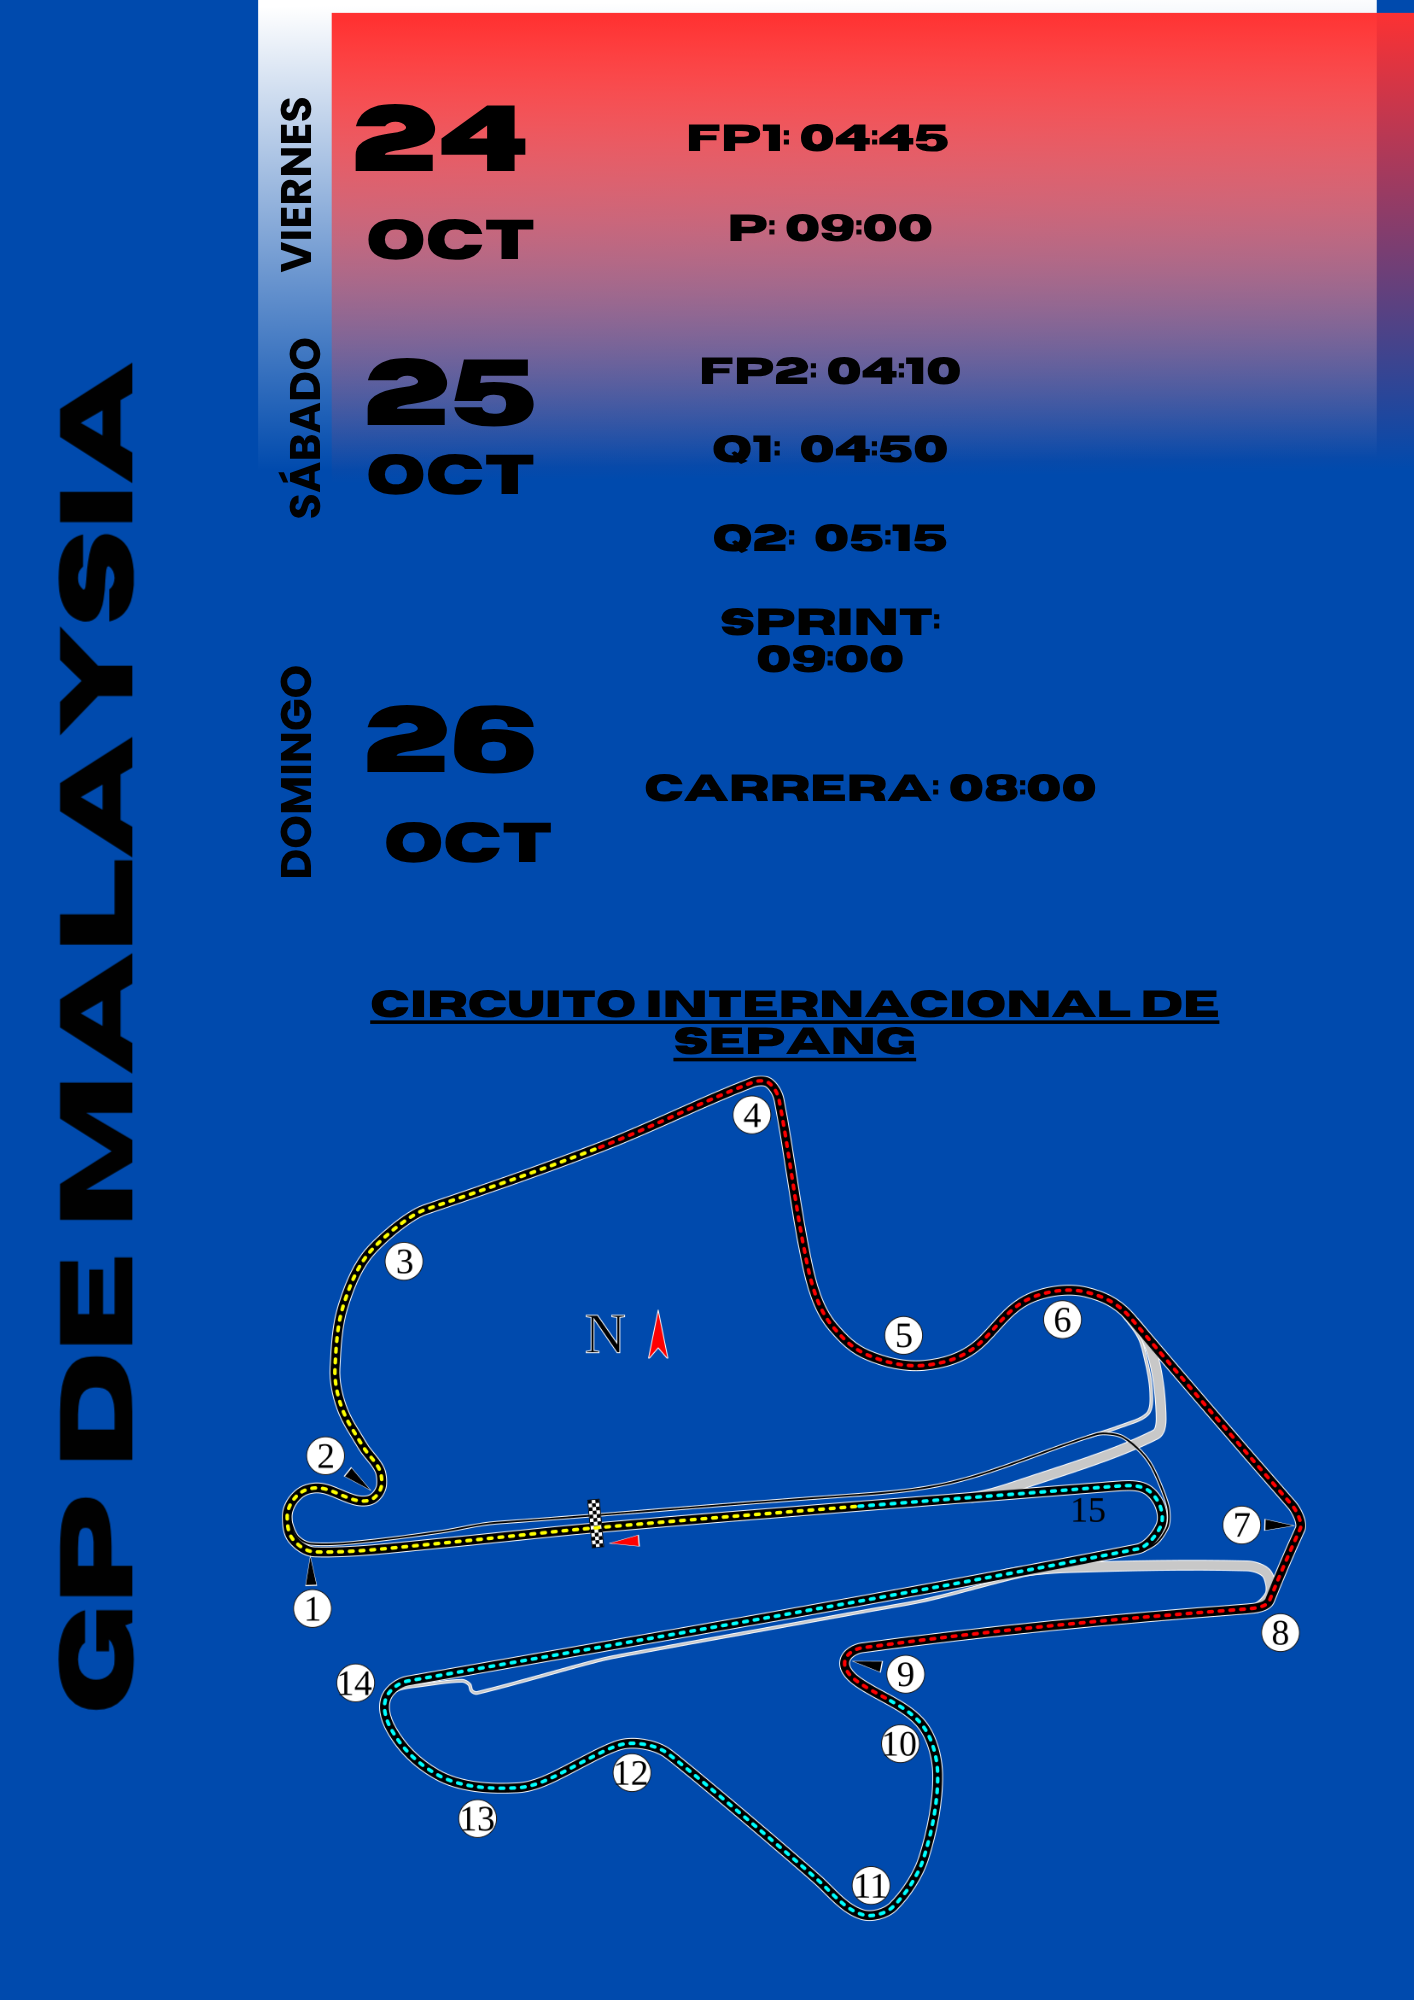 GP DE MALAYSIA
VIERNES
24
OCT
FP1: 04:45
P: 09:00
SÁBADO
25
OCT
FP2: 04:10
Q1: 04:50
Q2: 05:15
SPRINT:
09:00
DOMINGO
26
OCT
CARRERA: 08:00
CIRCUITO INTERNACIONAL DE
SEPANG
4
3
N
5
6
2
15
7
1
8
9
14
10
12
13
11